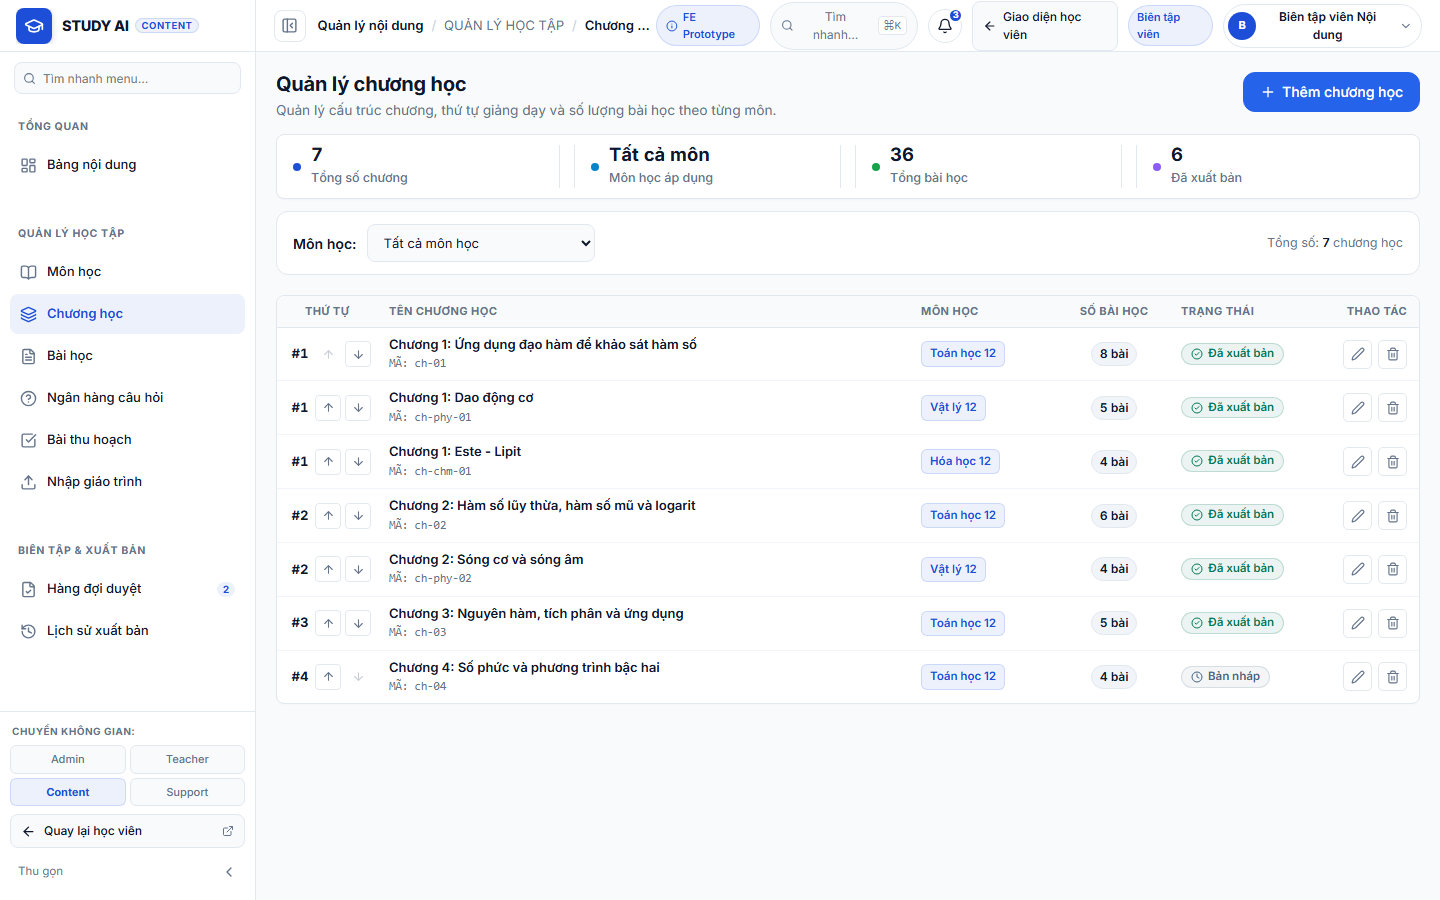 STUDY AI CONTENT
Tìm nhanh menu...
TỔNG QUAN
Bảng nội dung
QUẢN LÝ HỌC TẬP
Môn học
Chương học
Bài học
Ngân hàng câu hỏi
Bài thu hoạch
Nhập giáo trình
BIÊN TẬP & XUẤT BẢN
Hàng đợi duyệt 2
Lịch sử xuất bản
CHUYỂN KHÔNG GIAN:
Admin Teacher
Content Support
Quay lại học viên
Thu gọn
Quản lý nội dung / QUẢN LÝ HỌC TẬP / Chương ...
FE
Prototype
Tìm
nhanh...
⌘K
3
Giao diện học
viên
Biên tập
viên
B
Biên tập viên Nội
dung
Quản lý chương học
Quản lý cấu trúc chương, thứ tự giảng dạy và số lượng bài học theo từng môn.
Thêm chương học
7
Tổng số chương
Tất cả môn
Môn học áp dụng
36
Tổng bài học
6
Đã xuất bản
Môn học: Tất cả môn học
Tổng số: 7 chương học
THỨ TỰ TÊN CHƯƠNG HỌC MÔN HỌC SỐ BÀI HỌC TRẠNG THÁI THAO TÁC
#1 Chương 1: Ứng dụng đạo hàm để khảo sát hàm số Toán học 12 8 bài Đã xuất bản
MÃ: ch-01
#1 Chương 1: Dao động cơ Vật lý 12 5 bài Đã xuất bản
MÃ: ch-phy-01
#1 Chương 1: Este - Lipit Hóa học 12 4 bài Đã xuất bản
MÃ: ch-chm-01
#2 Chương 2: Hàm số lũy thừa, hàm số mũ và logarit Toán học 12 6 bài Đã xuất bản
MÃ: ch-02
#2 Chương 2: Sóng cơ và sóng âm Vật lý 12 4 bài Đã xuất bản
MÃ: ch-phy-02
#3 Chương 3: Nguyên hàm, tích phân và ứng dụng Toán học 12 5 bài Đã xuất bản
MÃ: ch-03
#4 Chương 4: Số phức và phương trình bậc hai Toán học 12 4 bài Bản nháp
MÃ: ch-04